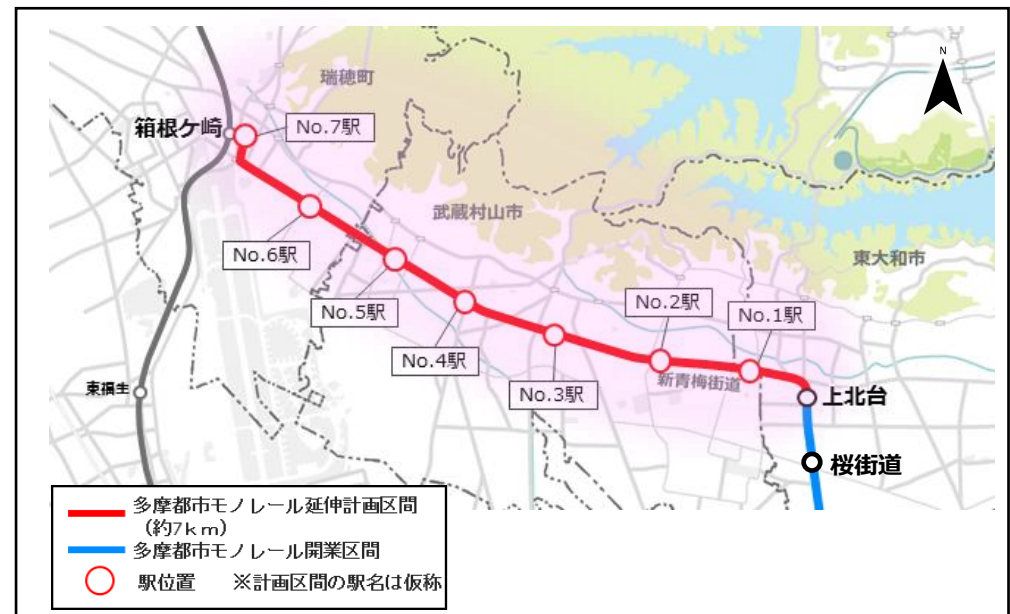 N
瑞穂町
箱根ケ崎
No.7駅
武蔵村山市
No.6駅
東大和市
No.5駅
No.2駅
No.1駅
No.4駅
新青梅街道
No.3駅
東福生
上北台
桜街道
多摩都市モノレール延伸計画区間
（約7ｋｍ）
多摩都市モノレール開業区間
駅位置　※計画区間の駅名は仮称